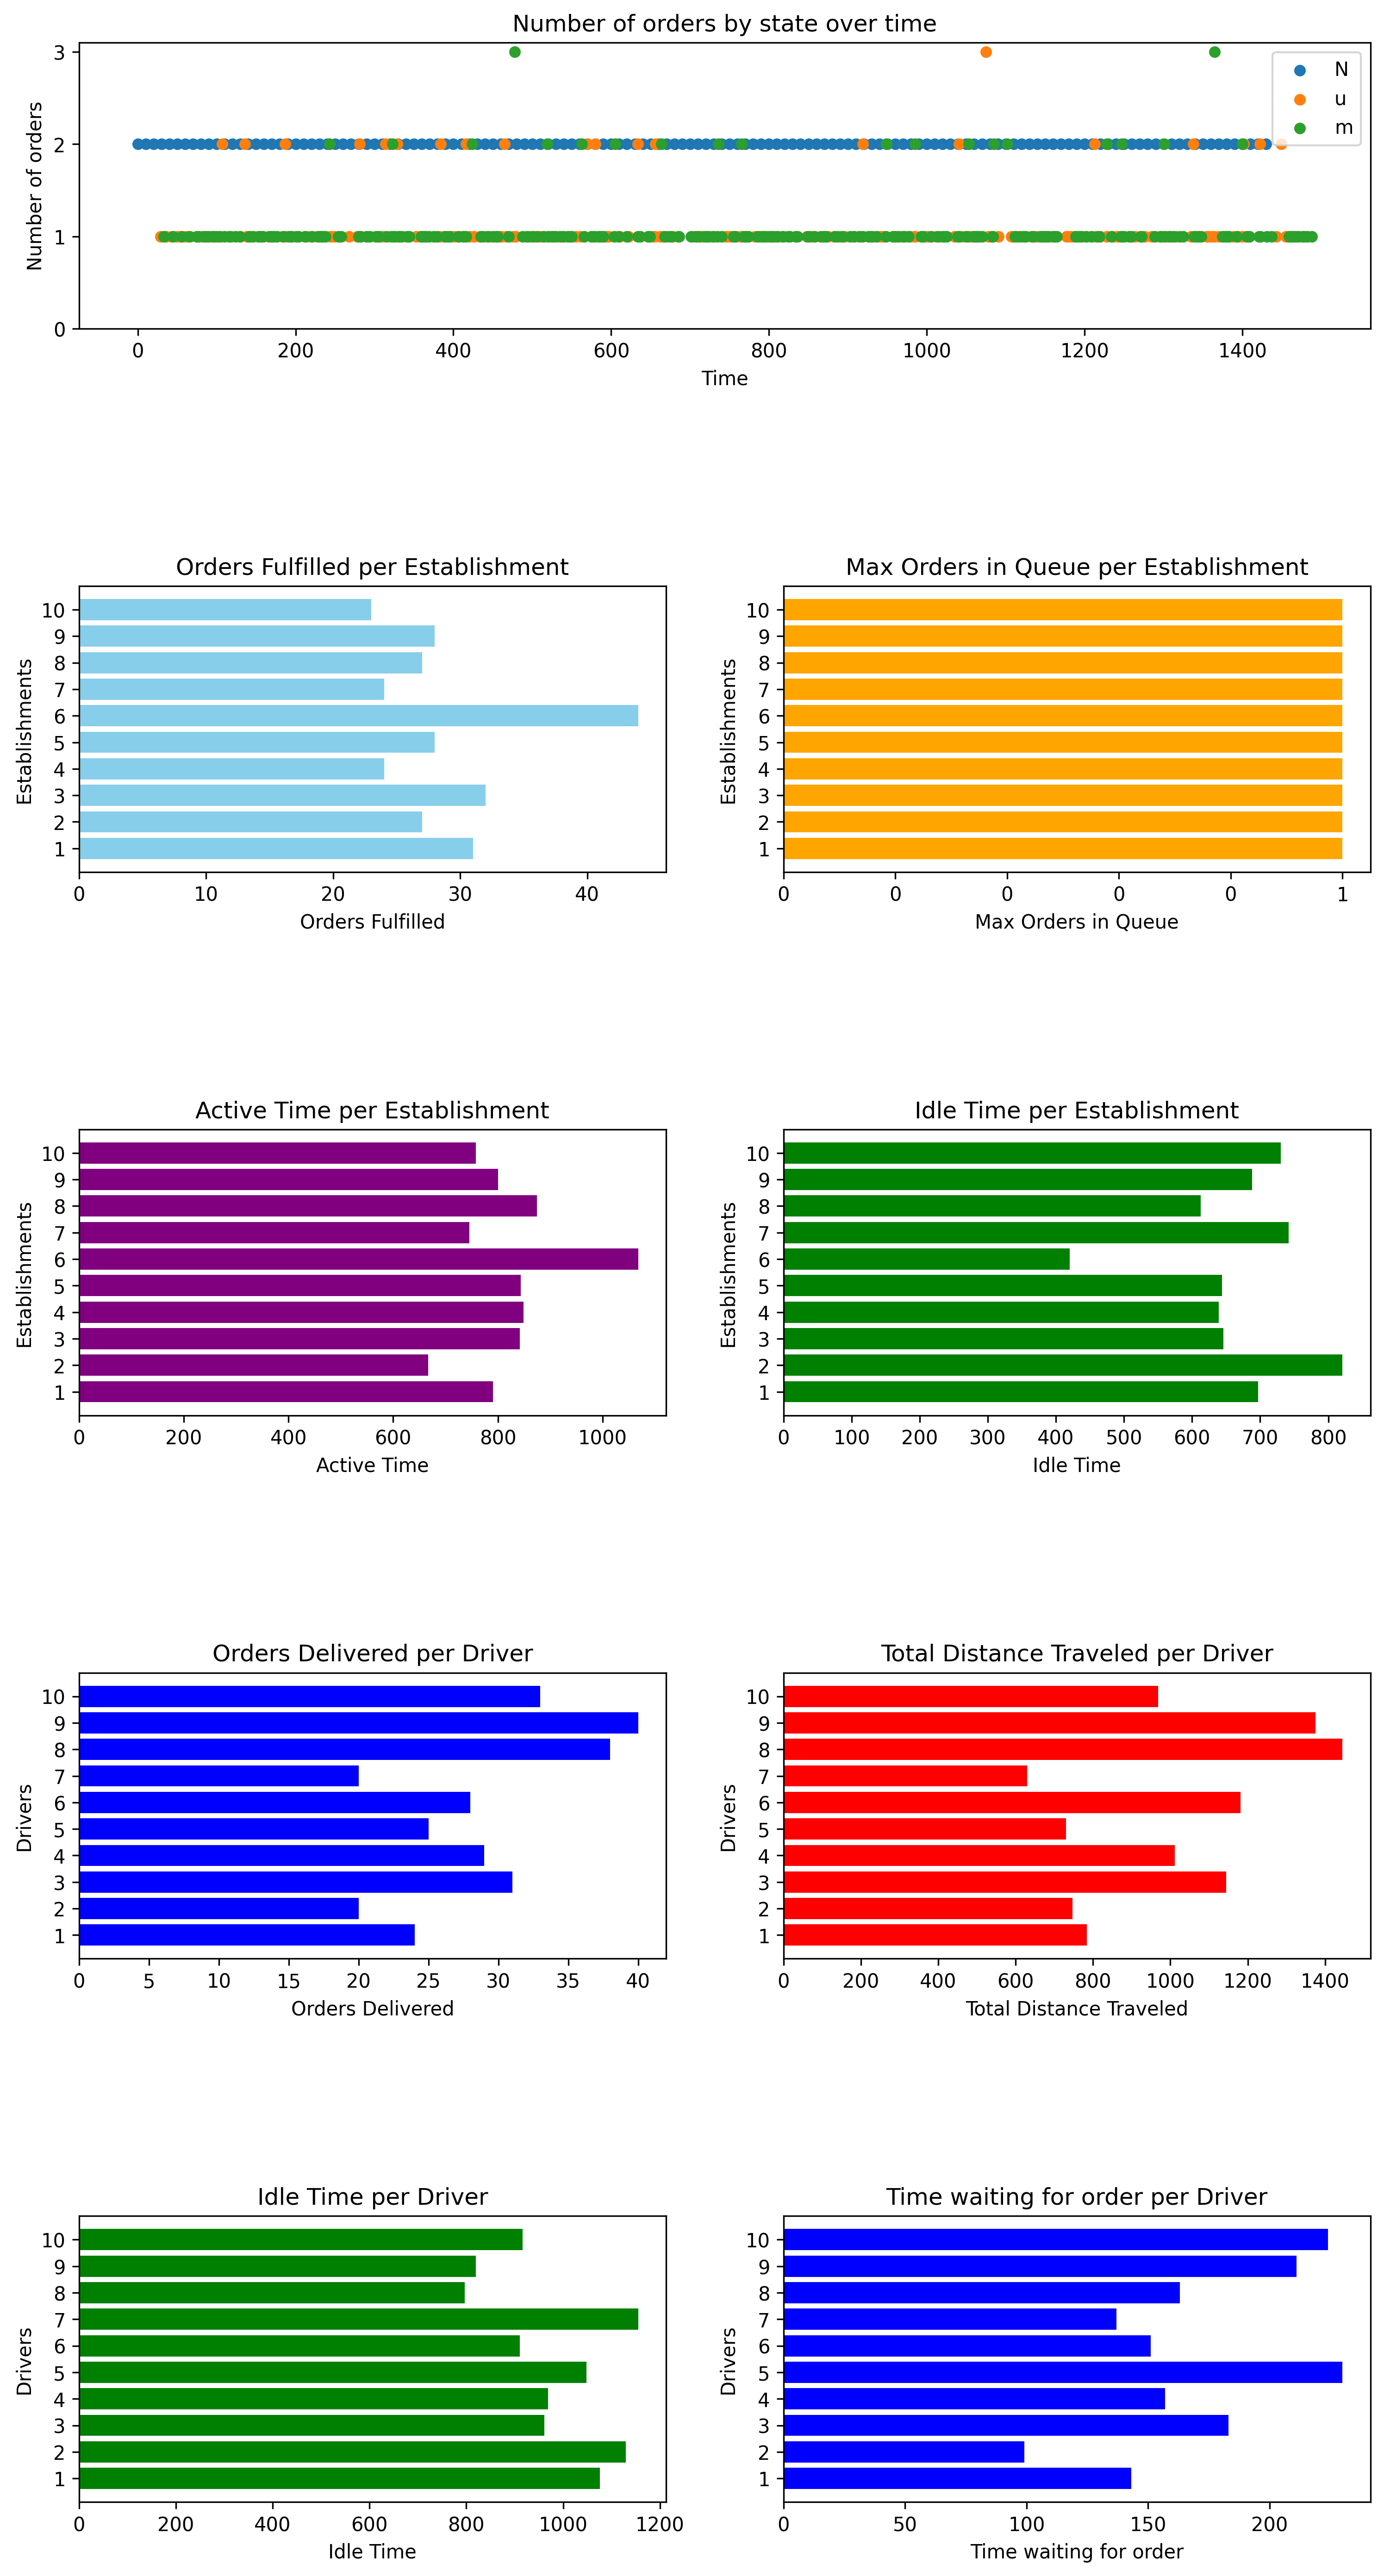 Number of orders by state over time
Number of orders
3
2
1
0
N
u
m
0 200 400 600 800 1000 1200 1400
Time
Orders Fulfilled per Establishment
Establishments
10
9
8
7
6
5
4
3
2
1
0 10 20 30 40
Orders Fulfilled
Max Orders in Queue per Establishment
Establishments
10
9
8
7
6
5
4
3
2
1
0 0 0 0 0 1
Max Orders in Queue
Active Time per Establishment
Establishments
10
9
8
7
6
5
4
3
2
1
0 200 400 600 800 1000
Active Time
Idle Time per Establishment
Establishments
10
9
8
7
6
5
4
3
2
1
0 100 200 300 400 500 600 700 800
Idle Time
Orders Delivered per Driver
Drivers
10
9
8
7
6
5
4
3
2
1
0 5 10 15 20 25 30 35 40
Orders Delivered
Total Distance Traveled per Driver
Drivers
10
9
8
7
6
5
4
3
2
1
0 200 400 600 800 1000 1200 1400
Total Distance Traveled
Idle Time per Driver
Drivers
10
9
8
7
6
5
4
3
2
1
0 200 400 600 800 1000 1200
Idle Time
Time waiting for order per Driver
Drivers
10
9
8
7
6
5
4
3
2
1
0 50 100 150 200
Time waiting for order